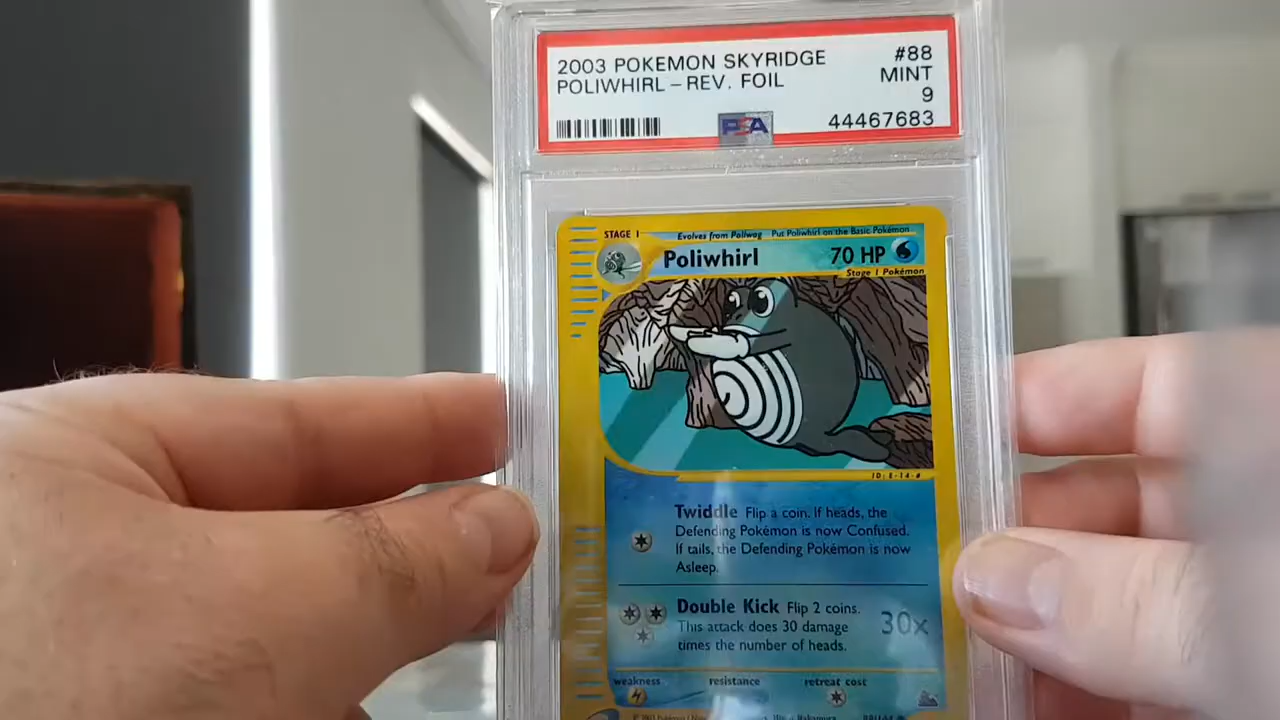 2003 POKEMON SKYRIDGE #88
POLIWHIRL – REV. FOIL MINT
9
PSA 44467683
STAGE 1 Evolves from Poliwag Put Poliwhirl on the Basic Pokémon
Poliwhirl 70 HP
Stage 1 Pokémon
ID: E-14-#
Twiddle Flip a coin. If heads, the
Defending Pokémon is now Confused.
If tails, the Defending Pokémon is now
Asleep.
Double Kick Flip 2 coins.
This attack does 30 damage 30x
times the number of heads.
weakness resistance retreat cost